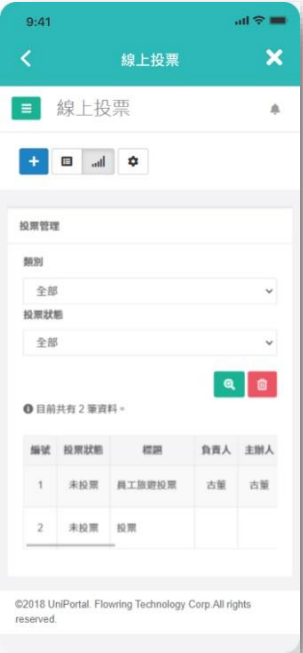 9:41
線上投票
線上投票
投票管理
類別
全部
投票狀態
全部
目前共有 2 筆資料。
編號 投票狀態 標題 負責人 主辦人
1 未投票 員工旅遊投票 古董 古董
2 未投票 投票
©2018 UniPortal. Flowring Technology Corp.All rights
reserved.